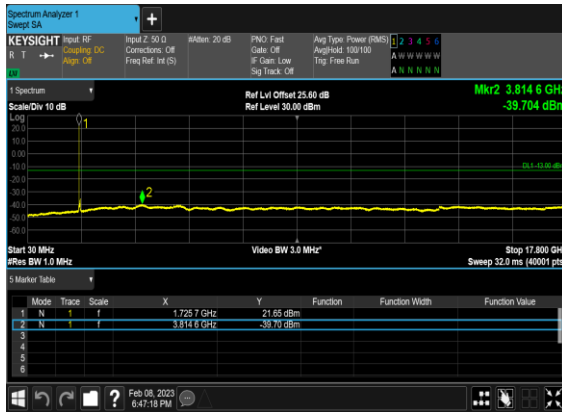 Spectrum Analyzer 1
Swept SA
+
KEYSIGHT
R T
Input: RF
Coupling: DC
Align: Off
Input Z: 50 Ω
Corrections: Off
Freq Ref: Int (S)
#Atten: 20 dB
PNO: Fast
Gate: Off
IF Gain: Low
Sig Track: Off
Avg Type: Power (RMS)
Avg|Hold: 100/100
Trig: Free Run
1 2 3 4 5 6
A W W W W W
A N N N N N
1 Spectrum
Scale/Div 10 dB
Ref Lvl Offset 25.60 dB
Ref Level 30.00 dBm
Mkr2 3.814 6 GHz
-39.704 dBm
Log
20.0
10.0
0.00
-10.0
-20.0
-30.0
-40.0
-50.0
-60.0
1
2
DL1 -13.00 dBm
Start 30 MHz
#Res BW 1.0 MHz
Video BW 3.0 MHz*
Stop 17.800 GH
Sweep 32.0 ms (40001 pts
5 Marker Table
Mode Trace Scale X Y Function Function Width Function Value
1 N 1 f 1.725 7 GHz 21.65 dBm
2 N 1 f 3.814 6 GHz -39.70 dBm
3
4
5
6
?
Feb 08, 2023
6:47:18 PM